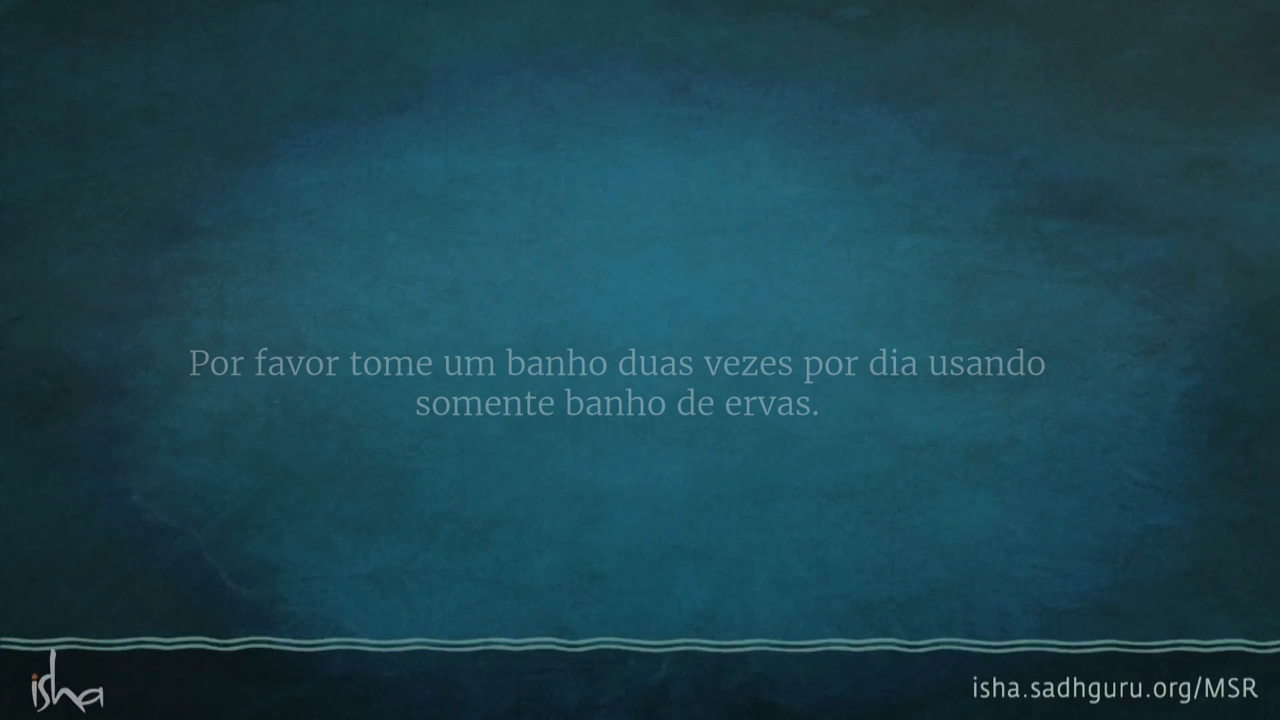 Por favor tome um banho duas vezes por dia usando
somente banho de ervas.
isha
isha.sadhguru.org/MSR